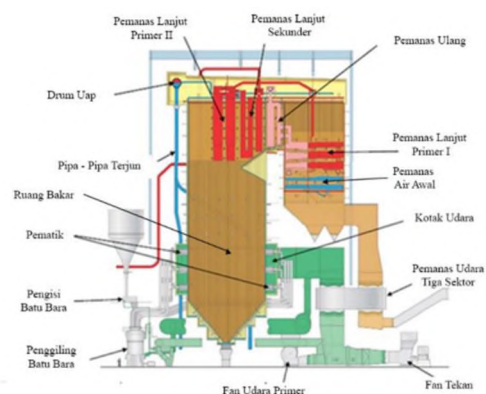 Pemanas Lanjut
Primer II
Pemanas Lanjut
Sekunder
Pemanas Ulang
Drum Uap
Pemanas Lanjut
Primer I
Pipa - Pipa Terjun
Pemanas
Air Awal
Ruang Bakar
Kotak Udara
Pematik
Pemanas Udara
Tiga Sektor
Pengisi
Batu Bara
Penggiling
Batu Bara
Fan Udara Primer
Fan Tekan